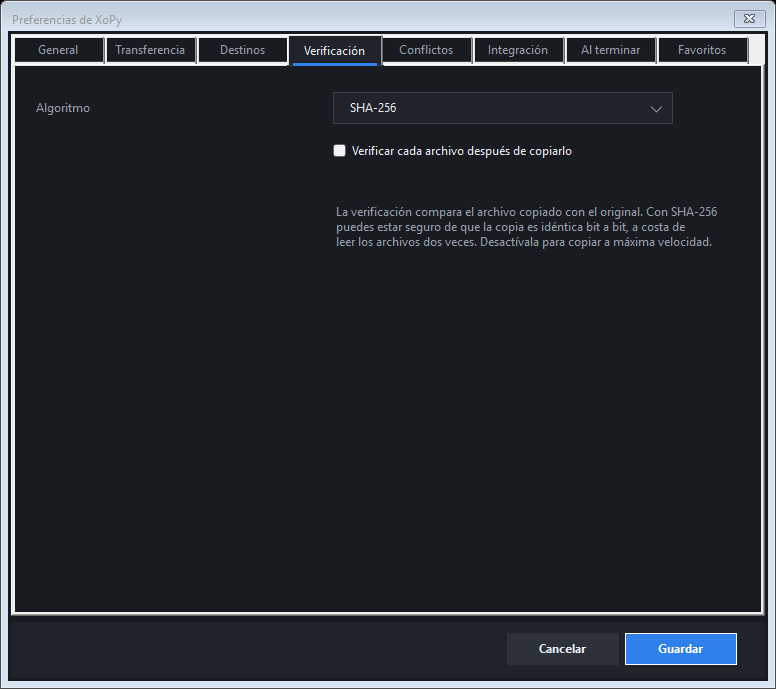 Preferencias de XoPy
General Transferencia Destinos Verificación Conflictos Integración Al terminar Favoritos
Algoritmo SHA-256
Verificar cada archivo después de copiarlo
La verificación compara el archivo copiado con el original. Con SHA-256
puedes estar seguro de que la copia es idéntica bit a bit, a costa de
leer los archivos dos veces. Desactívala para copiar a máxima velocidad.
Cancelar Guardar